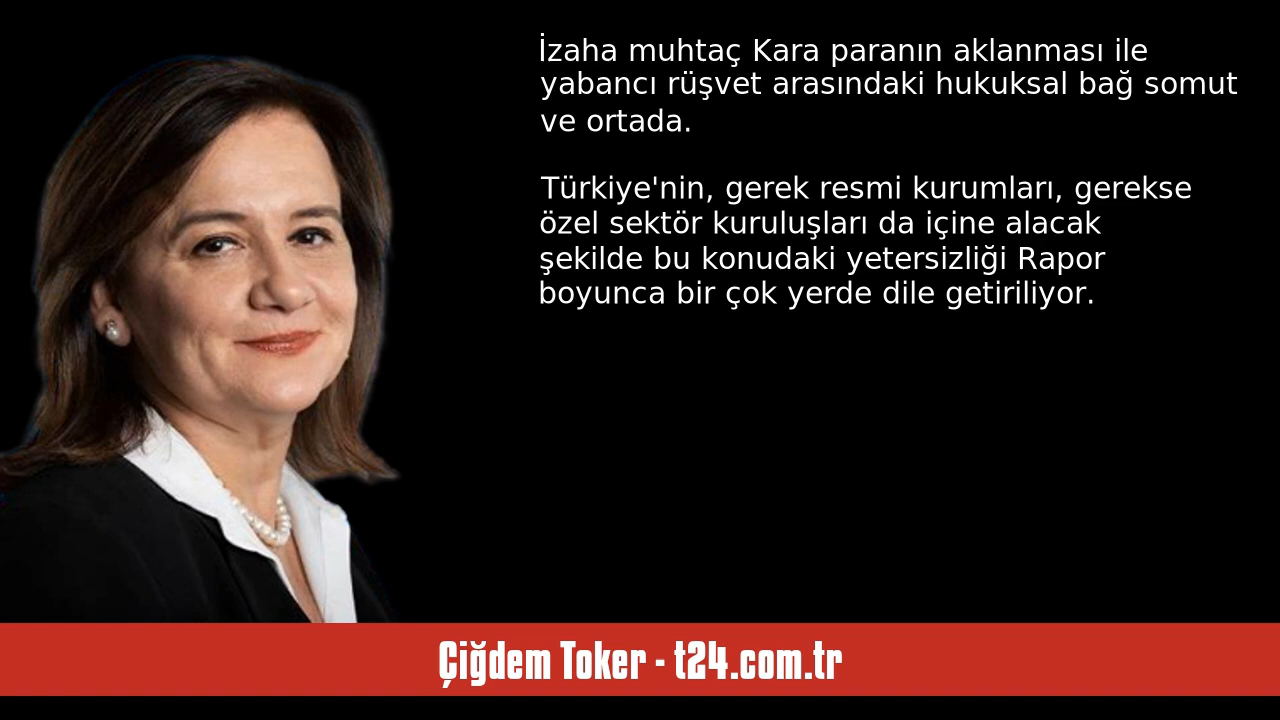 İzaha muhtaç Kara paranın aklanması ile
yabancı rüşvet arasındaki hukuksal bağ somut
ve ortada.
Türkiye'nin, gerek resmi kurumları, gerekse
özel sektör kuruluşları da içine alacak
şekilde bu konudaki yetersizliği Rapor
boyunca bir çok yerde dile getiriliyor.
Çiğdem Toker - t24.com.tr